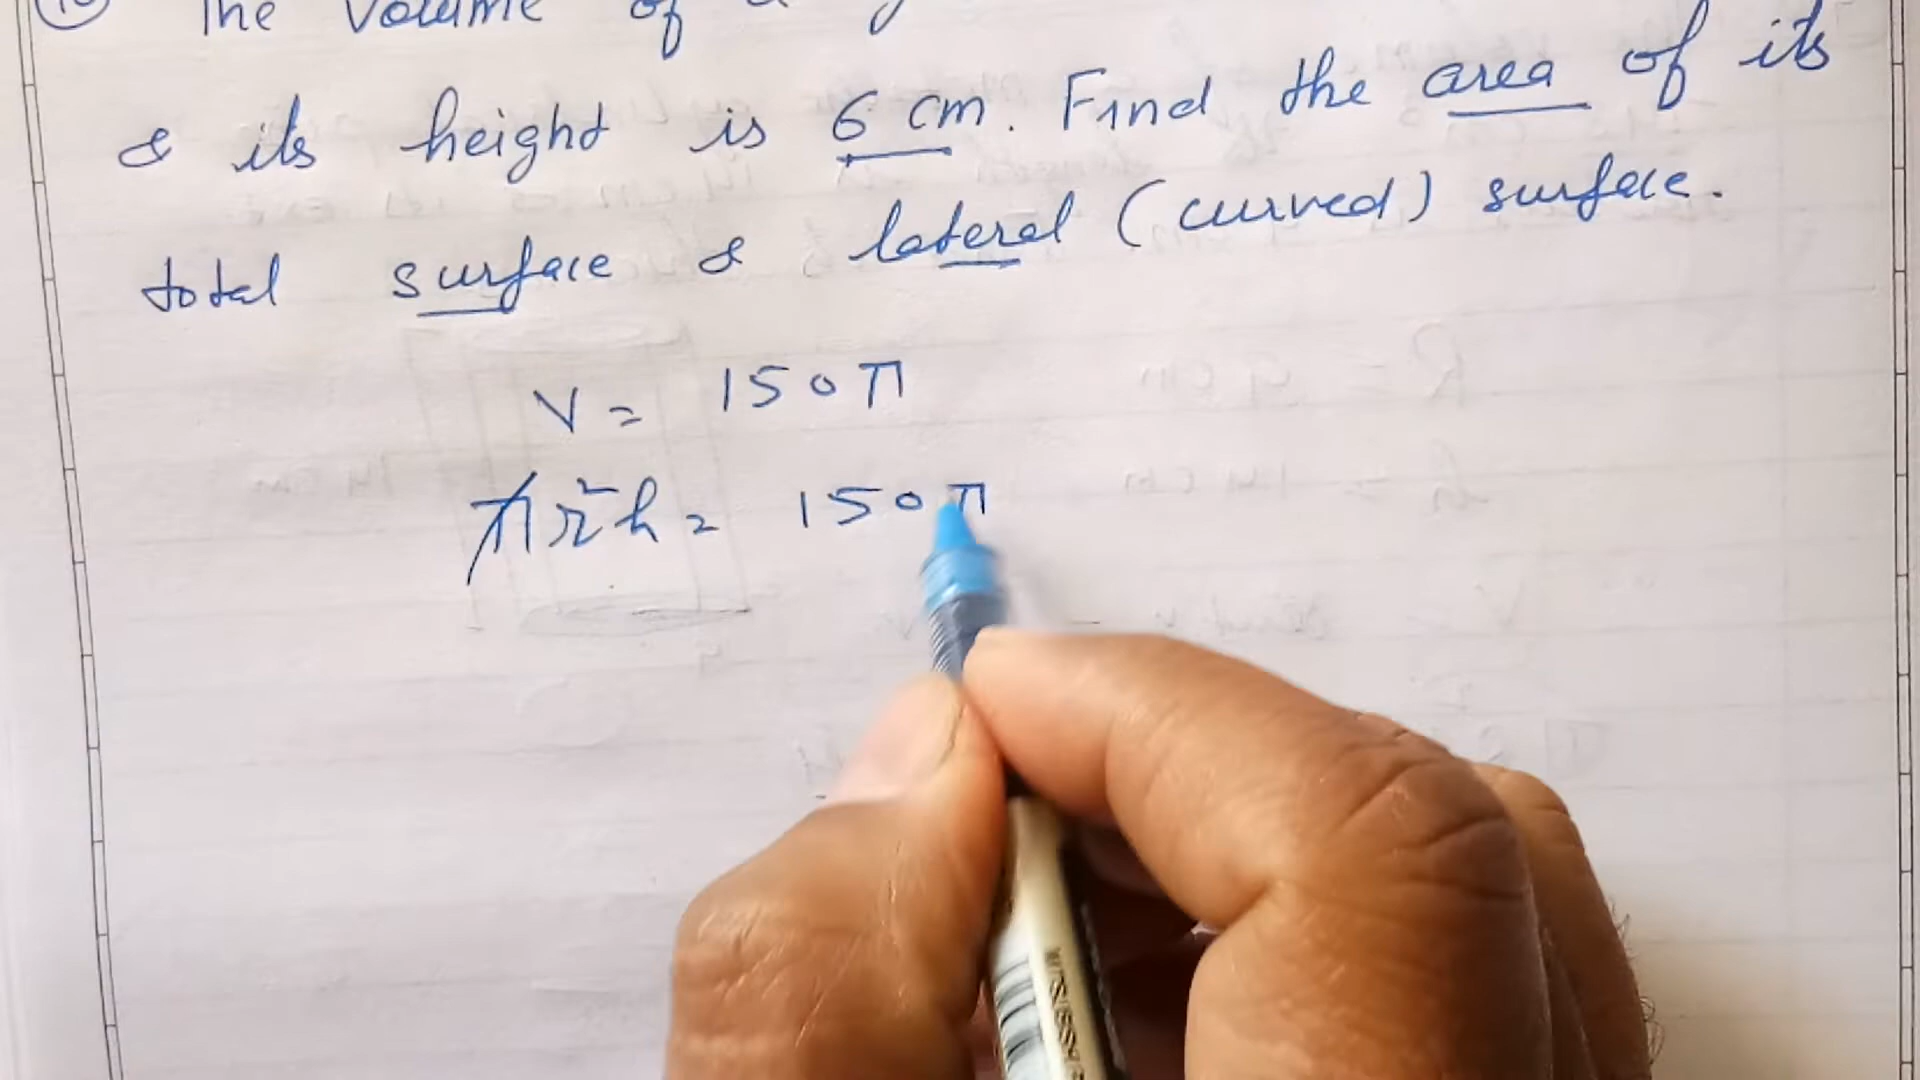 The volume of a
& its height is 6 cm. Find the area of its
total surface & lateral (curved) surface.
V = 150π
πr²h = 150π